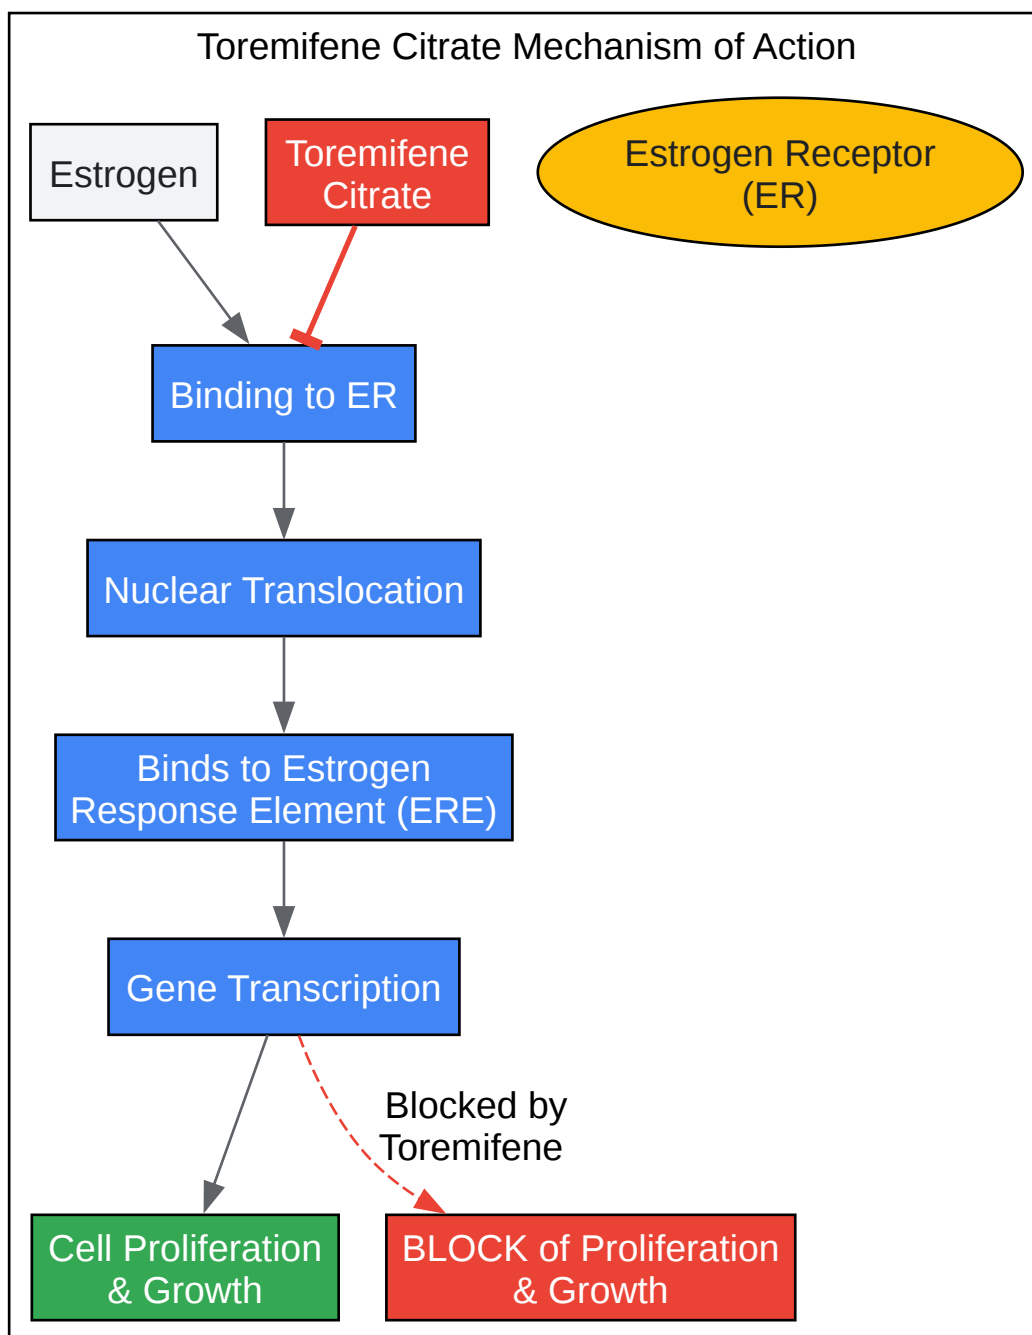 Toremifene Citrate Mechanism of Action
Estrogen
Toremifene
Citrate
Estrogen Receptor
(ER)
Binding to ER
Nuclear Translocation
Binds to Estrogen
Response Element (ERE)
Gene Transcription
Blocked by
Toremifene
Cell Proliferation
& Growth
BLOCK of Proliferation
& Growth